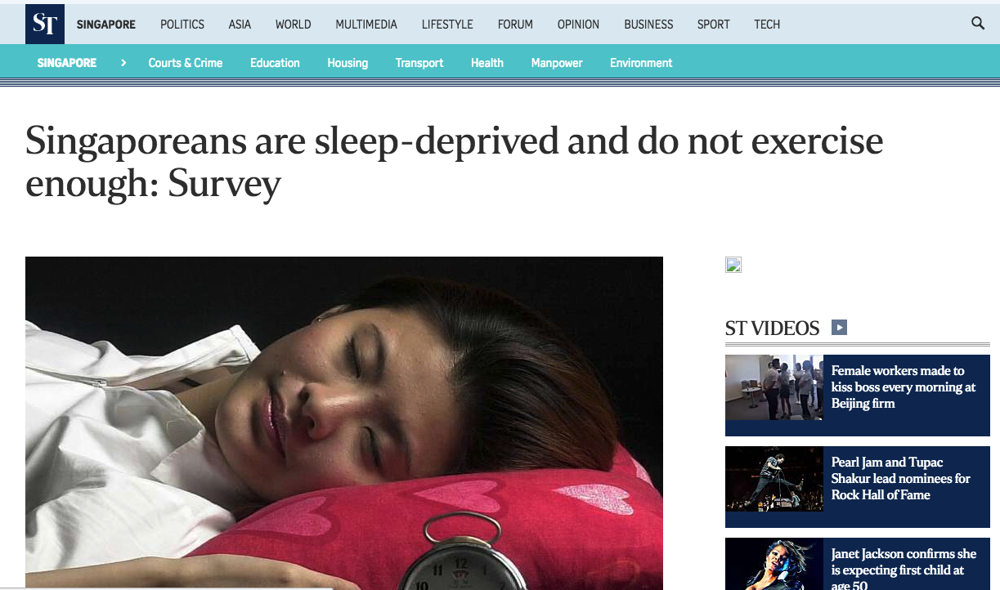 ST SINGAPORE POLITICS ASIA WORLD MULTIMEDIA LIFESTYLE FORUM OPINION BUSINESS SPORT TECH
SINGAPORE > Courts & Crime Education Housing Transport Health Manpower Environment
Singaporeans are sleep-deprived and do not exercise
enough: Survey
11 12 1
10
ST VIDEOS
Female workers made to
kiss boss every morning at
Beijing firm
Pearl Jam and Tupac
Shakur lead nominees for
Rock Hall of Fame
Janet Jackson confirms she
is expecting first child at
age 50